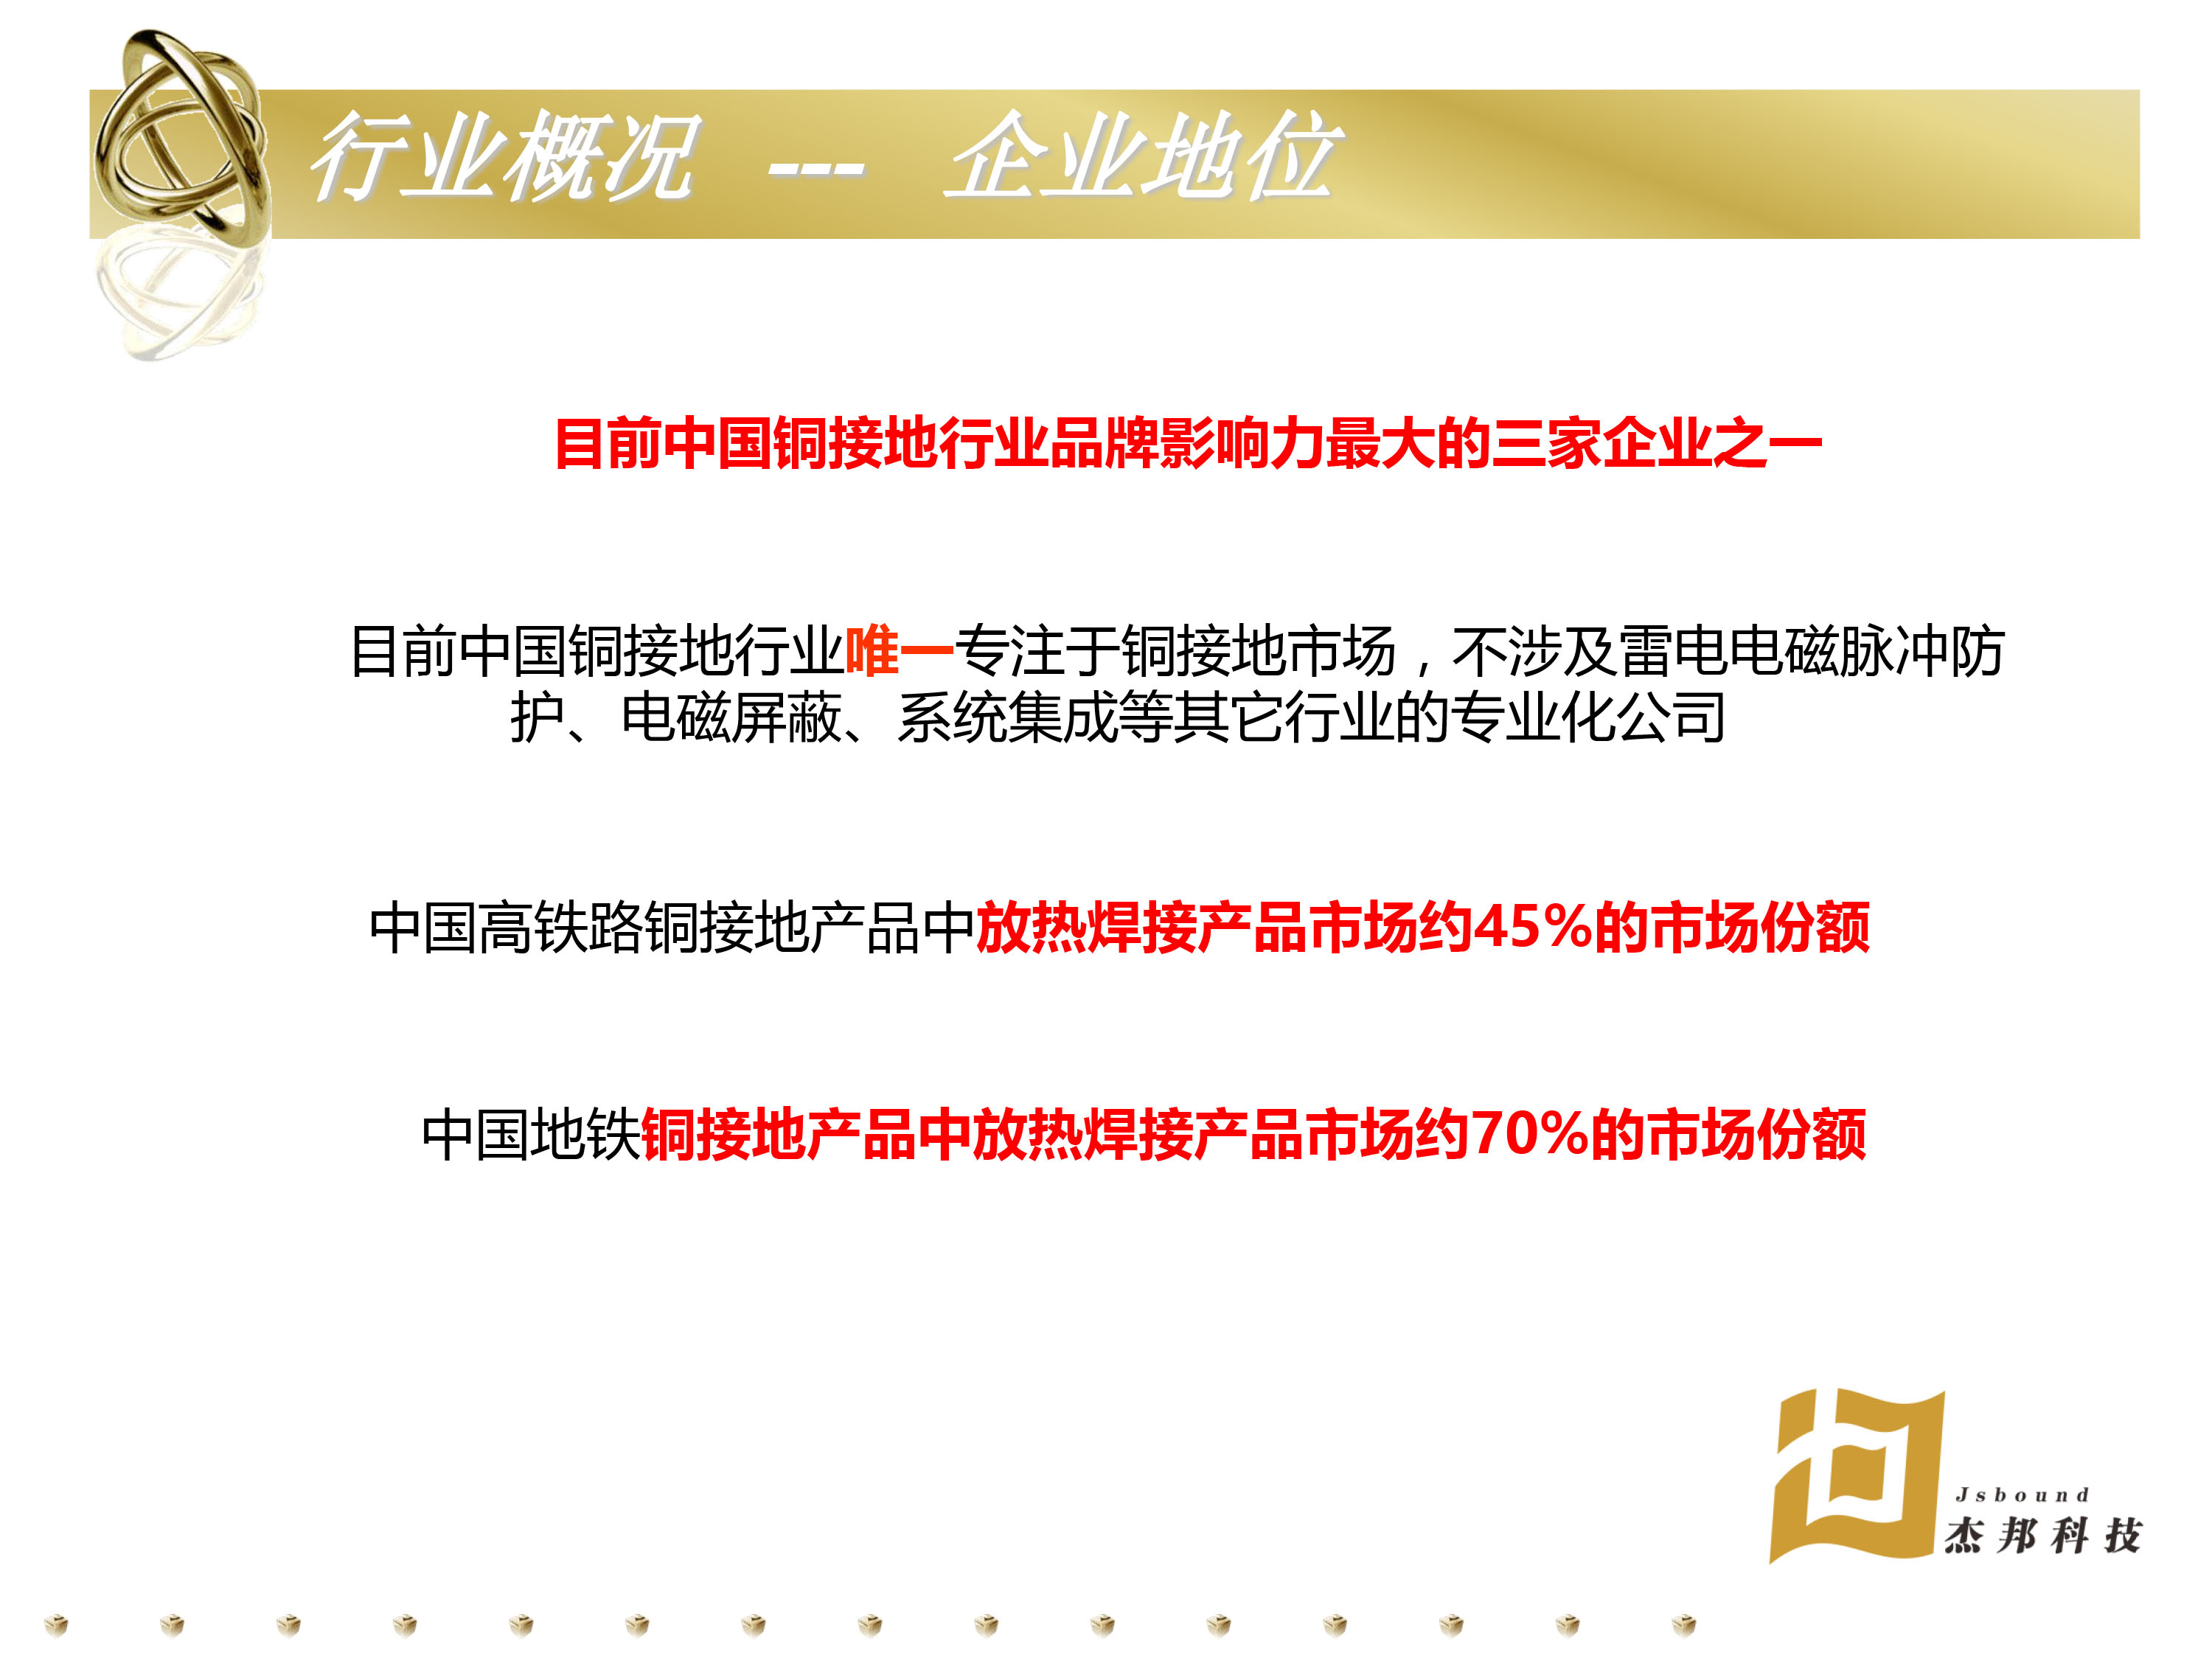 行业概况 --- 企业地位
目前中国铜接地行业品牌影响力最大的三家企业之一
目前中国铜接地行业唯一专注于铜接地市场，不涉及雷电电磁脉冲防
护、电磁屏蔽、系统集成等其它行业的专业化公司
中国高铁路铜接地产品中放热焊接产品市场约45%的市场份额
中国地铁铜接地产品中放热焊接产品市场约70%的市场份额
Jsbound
杰邦科技